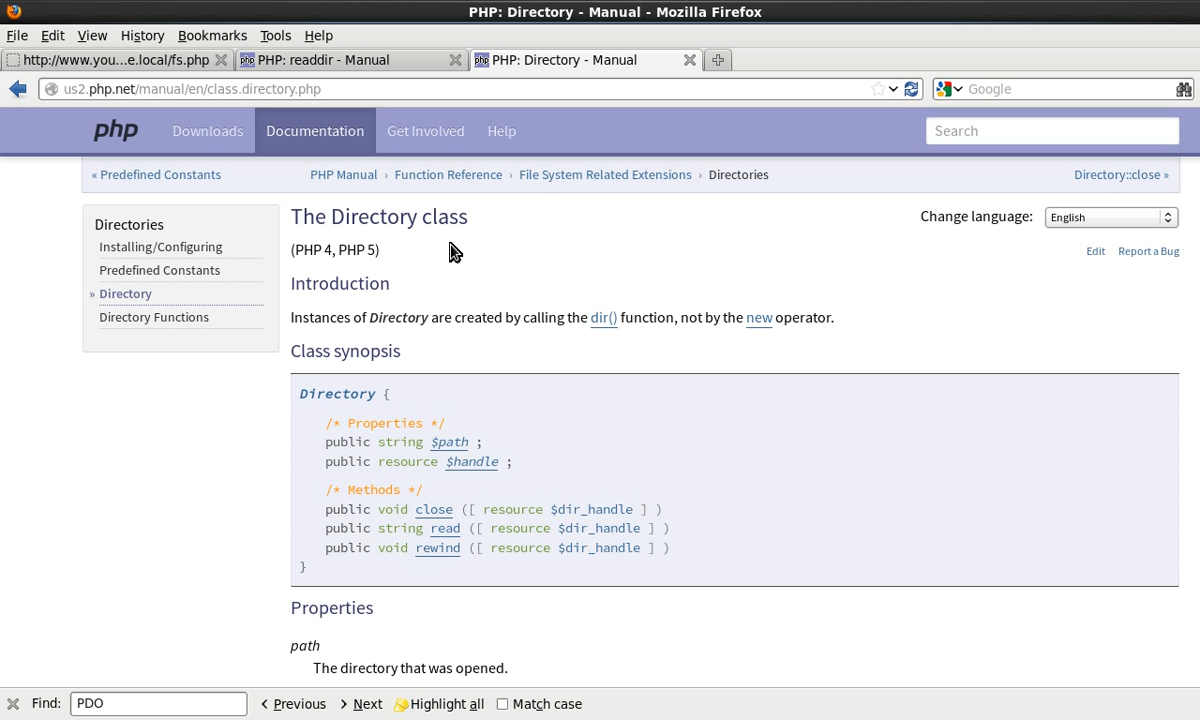 PHP: Directory - Manual - Mozilla Firefox
File Edit View History Bookmarks Tools Help
http://www.you...e.local/fs.php PHP: readdir - Manual PHP: Directory - Manual
us2.php.net/manual/en/class.directory.php Google
php Downloads Documentation Get Involved Help Search
« Predefined Constants PHP Manual › Function Reference › File System Related Extensions › Directories Directory::close »
Directories
Installing/Configuring
Predefined Constants
» Directory
Directory Functions
The Directory class
Change language: English
(PHP 4, PHP 5)
Edit Report a Bug
Introduction
Instances of Directory are created by calling the dir() function, not by the new operator.
Class synopsis
Directory {
/* Properties */
public string $path ;
public resource $handle ;
/* Methods */
public void close ([ resource $dir_handle ] )
public string read ([ resource $dir_handle ] )
public void rewind ([ resource $dir_handle ] )
}
Properties
path
The directory that was opened.
Find: PDO Previous Next Highlight all Match case